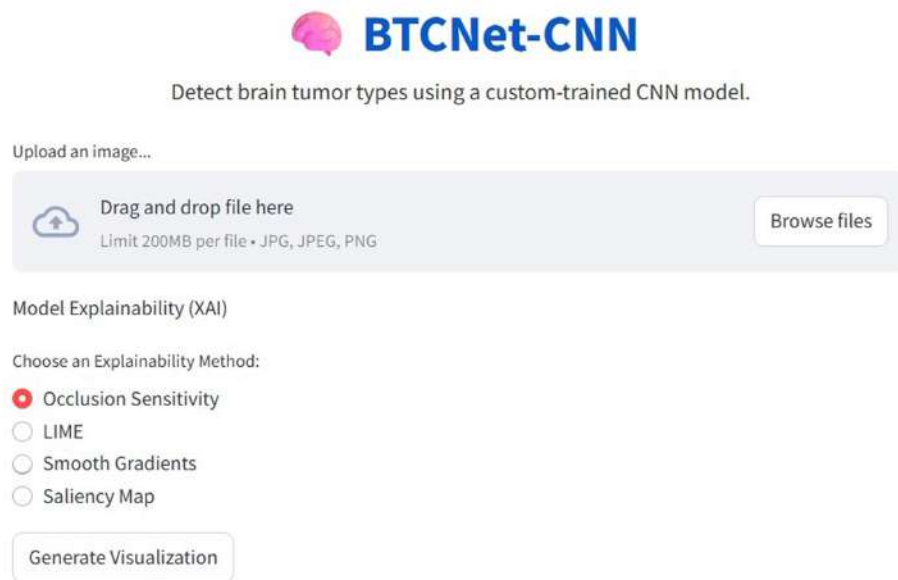 BTCNet-CNN
Detect brain tumor types using a custom-trained CNN model.
Upload an image...
Drag and drop file here
Limit 200MB per file • JPG, JPEG, PNG
Browse files
Model Explainability (XAI)
Choose an Explainability Method:
Occlusion Sensitivity
LIME
Smooth Gradients
Saliency Map
Generate Visualization